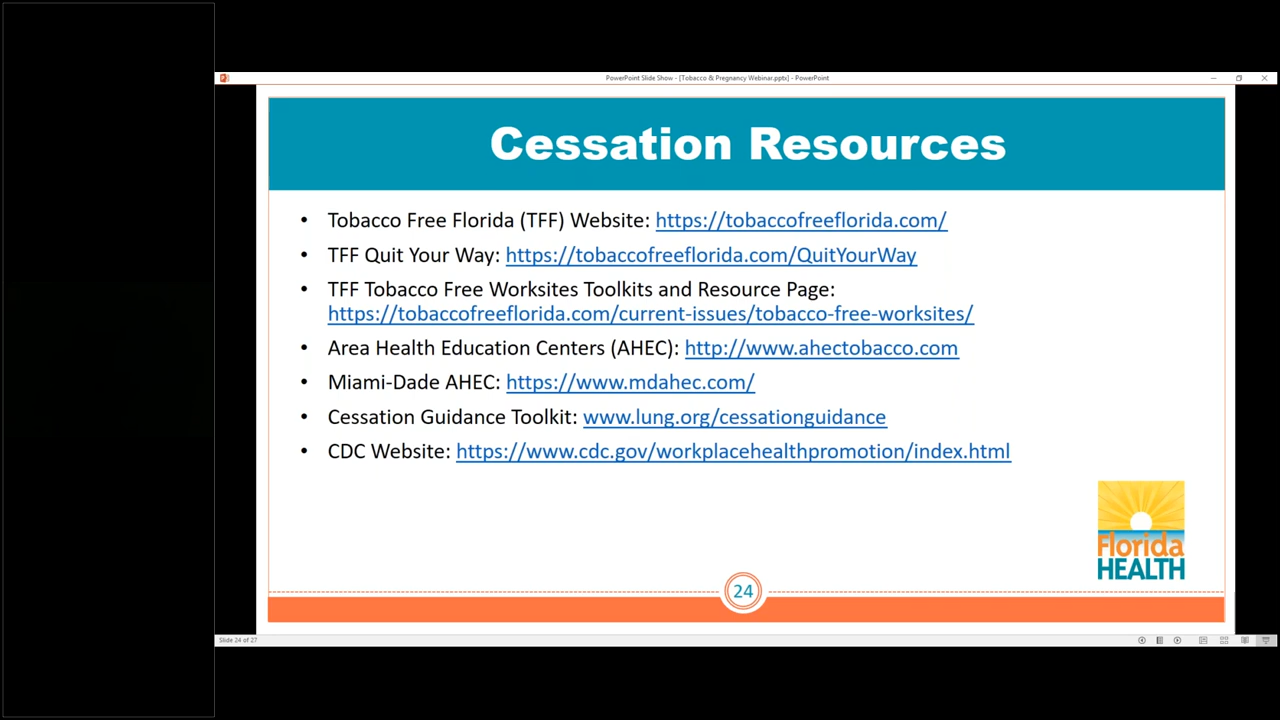 PowerPoint Slide Show - [Tobacco & Pregnancy Webinar.pptx] - PowerPoint
Cessation Resources
• Tobacco Free Florida (TFF) Website: https://tobaccofreeflorida.com/
• TFF Quit Your Way: https://tobaccofreeflorida.com/QuitYourWay
• TFF Tobacco Free Worksites Toolkits and Resource Page:
https://tobaccofreeflorida.com/current-issues/tobacco-free-worksites/
• Area Health Education Centers (AHEC): http://www.ahectobacco.com
• Miami-Dade AHEC: https://www.mdahec.com/
• Cessation Guidance Toolkit: www.lung.org/cessationguidance
• CDC Website: https://www.cdc.gov/workplacehealthpromotion/index.html
Florida
HEALTH
24
Slide 24 of 27